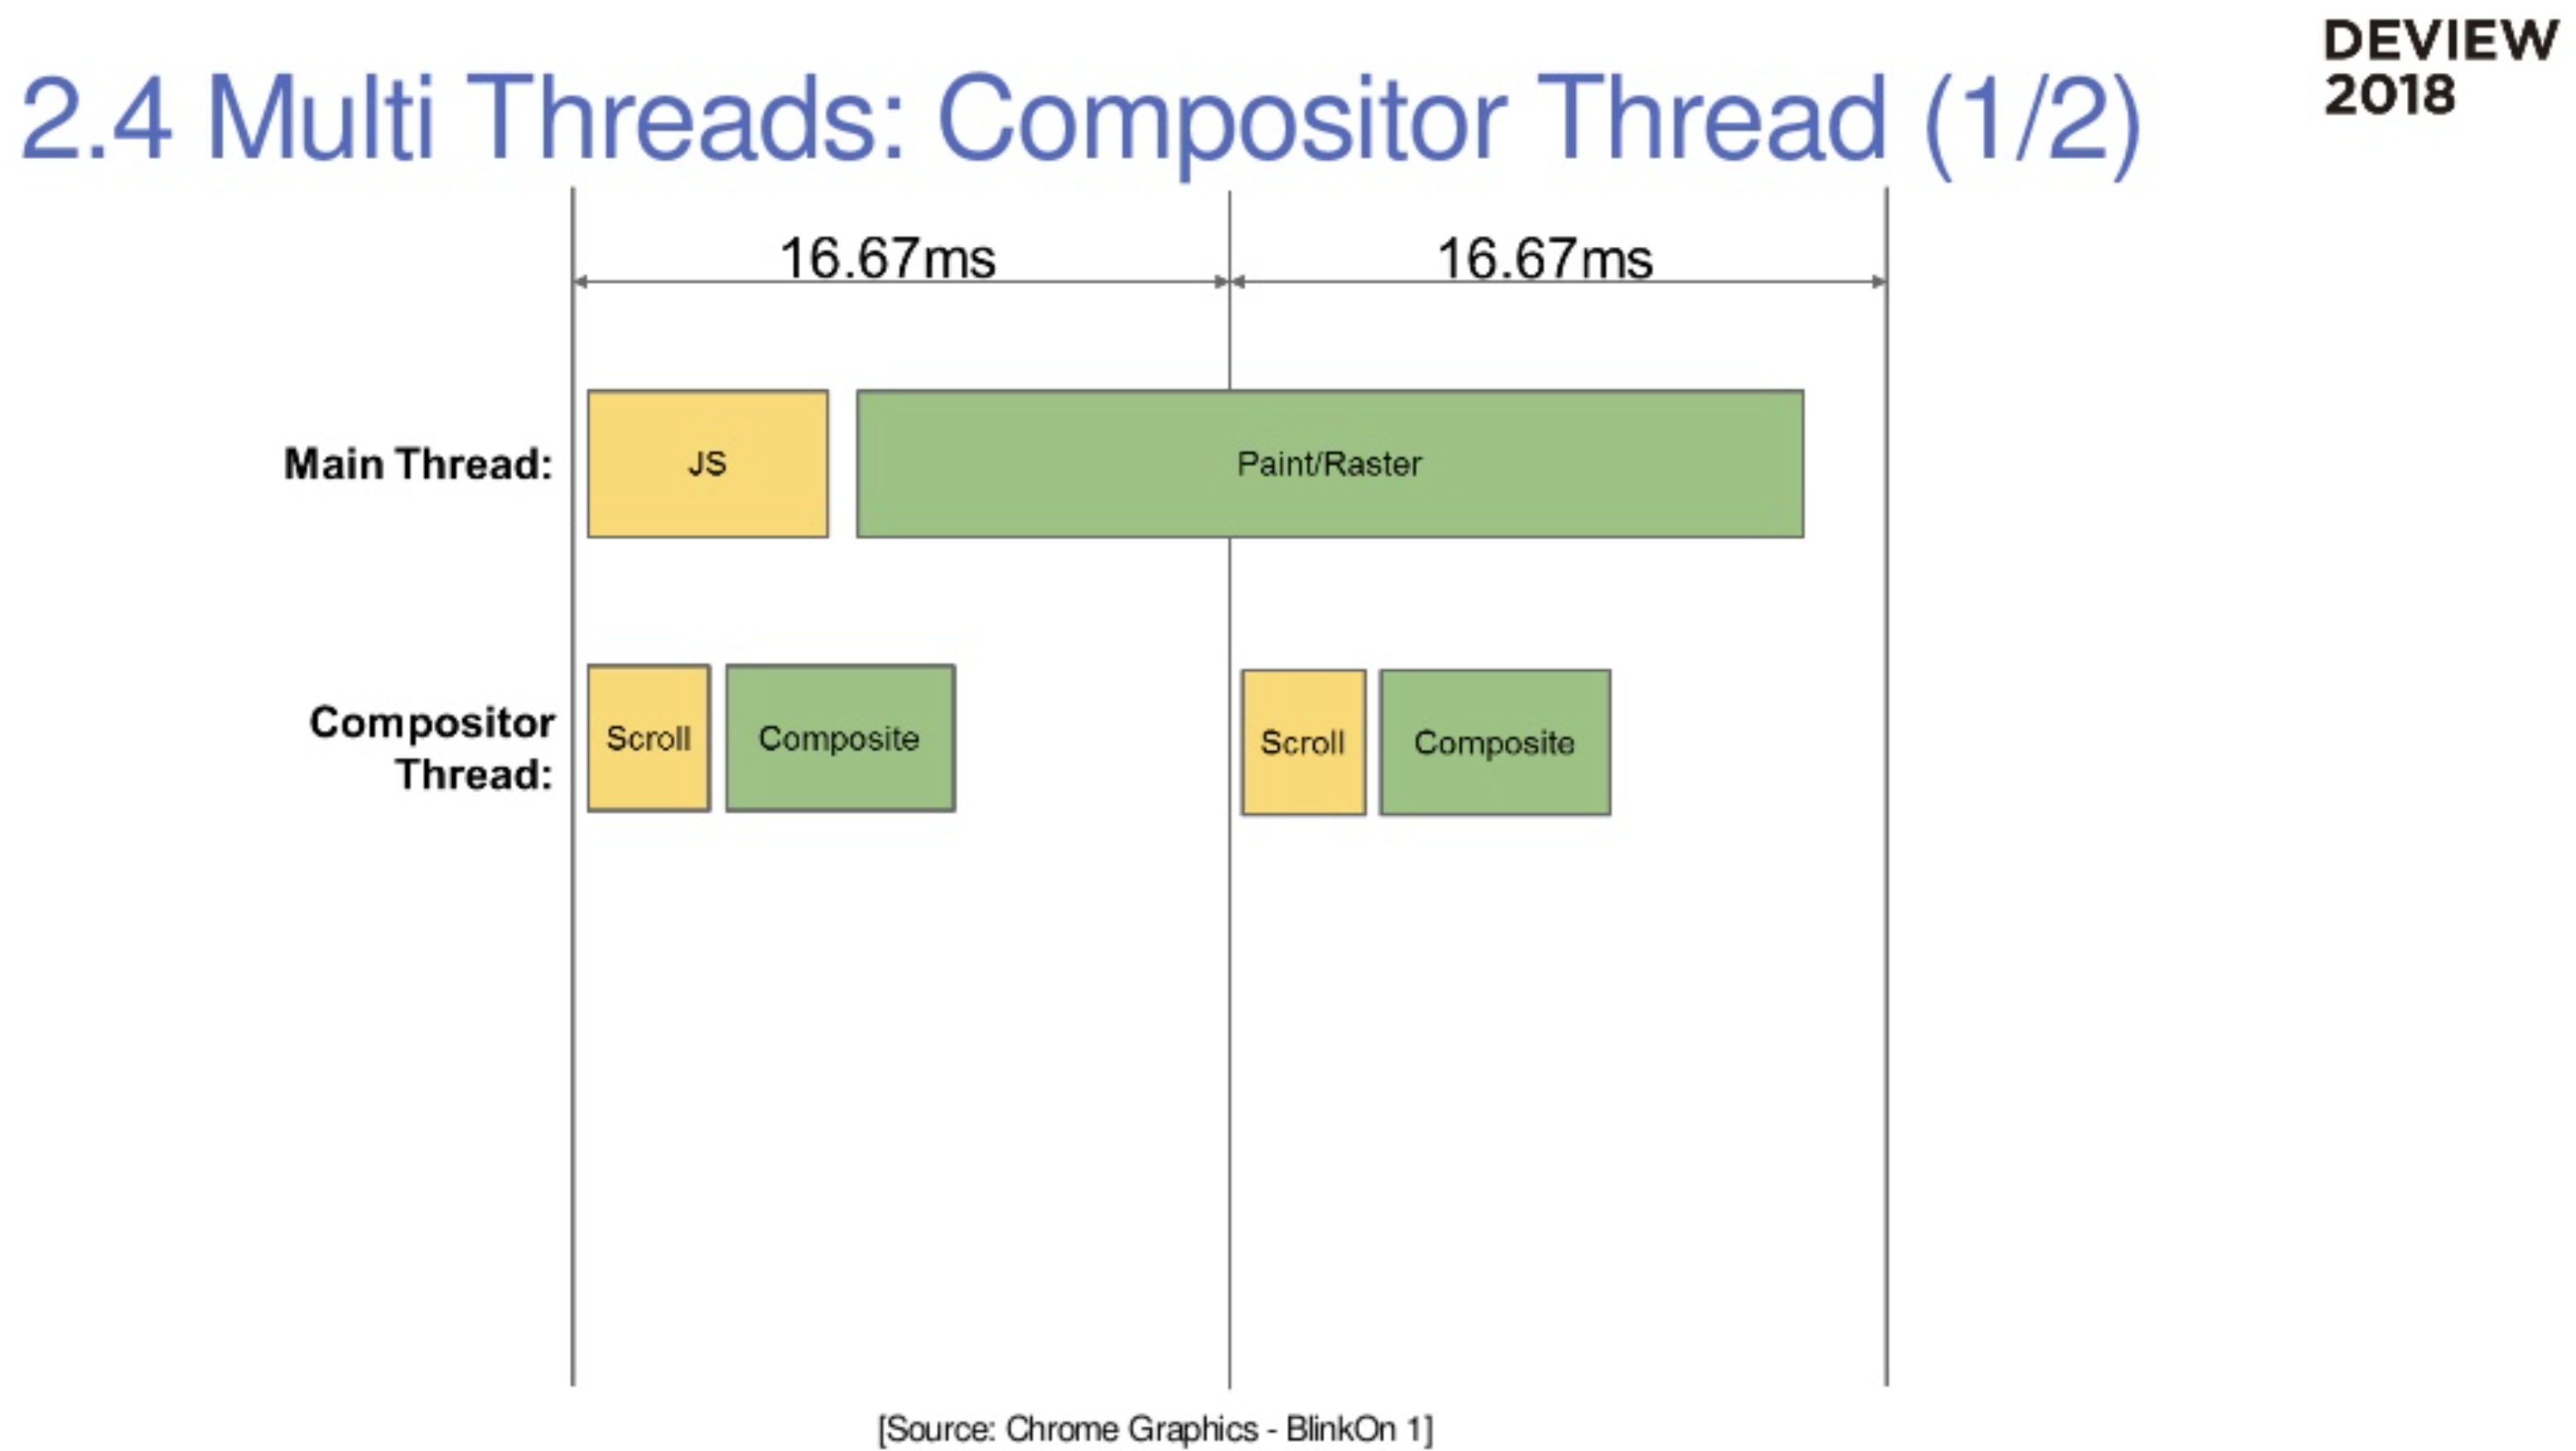 DEVIEW
2018
2.4 Multi Threads: Compositor Thread (1/2)
16.67ms
16.67ms
Main Thread:
JS
Paint/Raster
Compositor
Thread:
Scroll
Composite
Scroll
Composite
[Source: Chrome Graphics - BlinkOn 1]